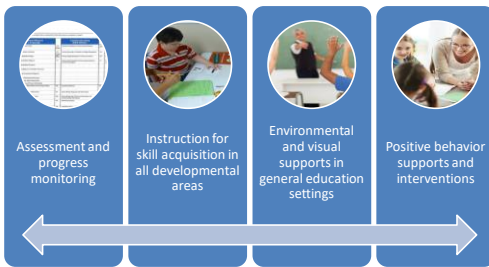 Assessment and
progress
monitoring
Instruction for
skill acquisition in
all developmental
areas
Environmental
and visual
supports in
general education
settings
Positive behavior
supports and
interventions